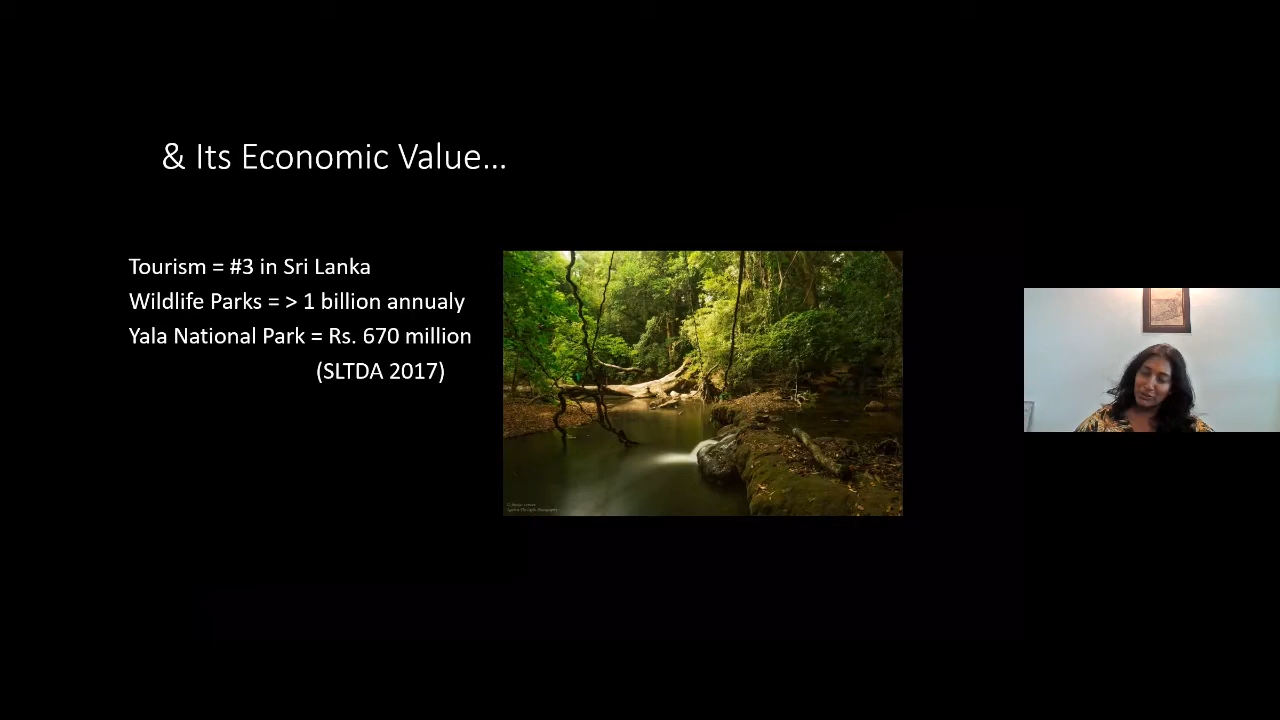 & Its Economic Value...
Tourism = #3 in Sri Lanka
Wildlife Parks = > 1 billion annualy
Yala National Park = Rs. 670 million
(SLTDA 2017)